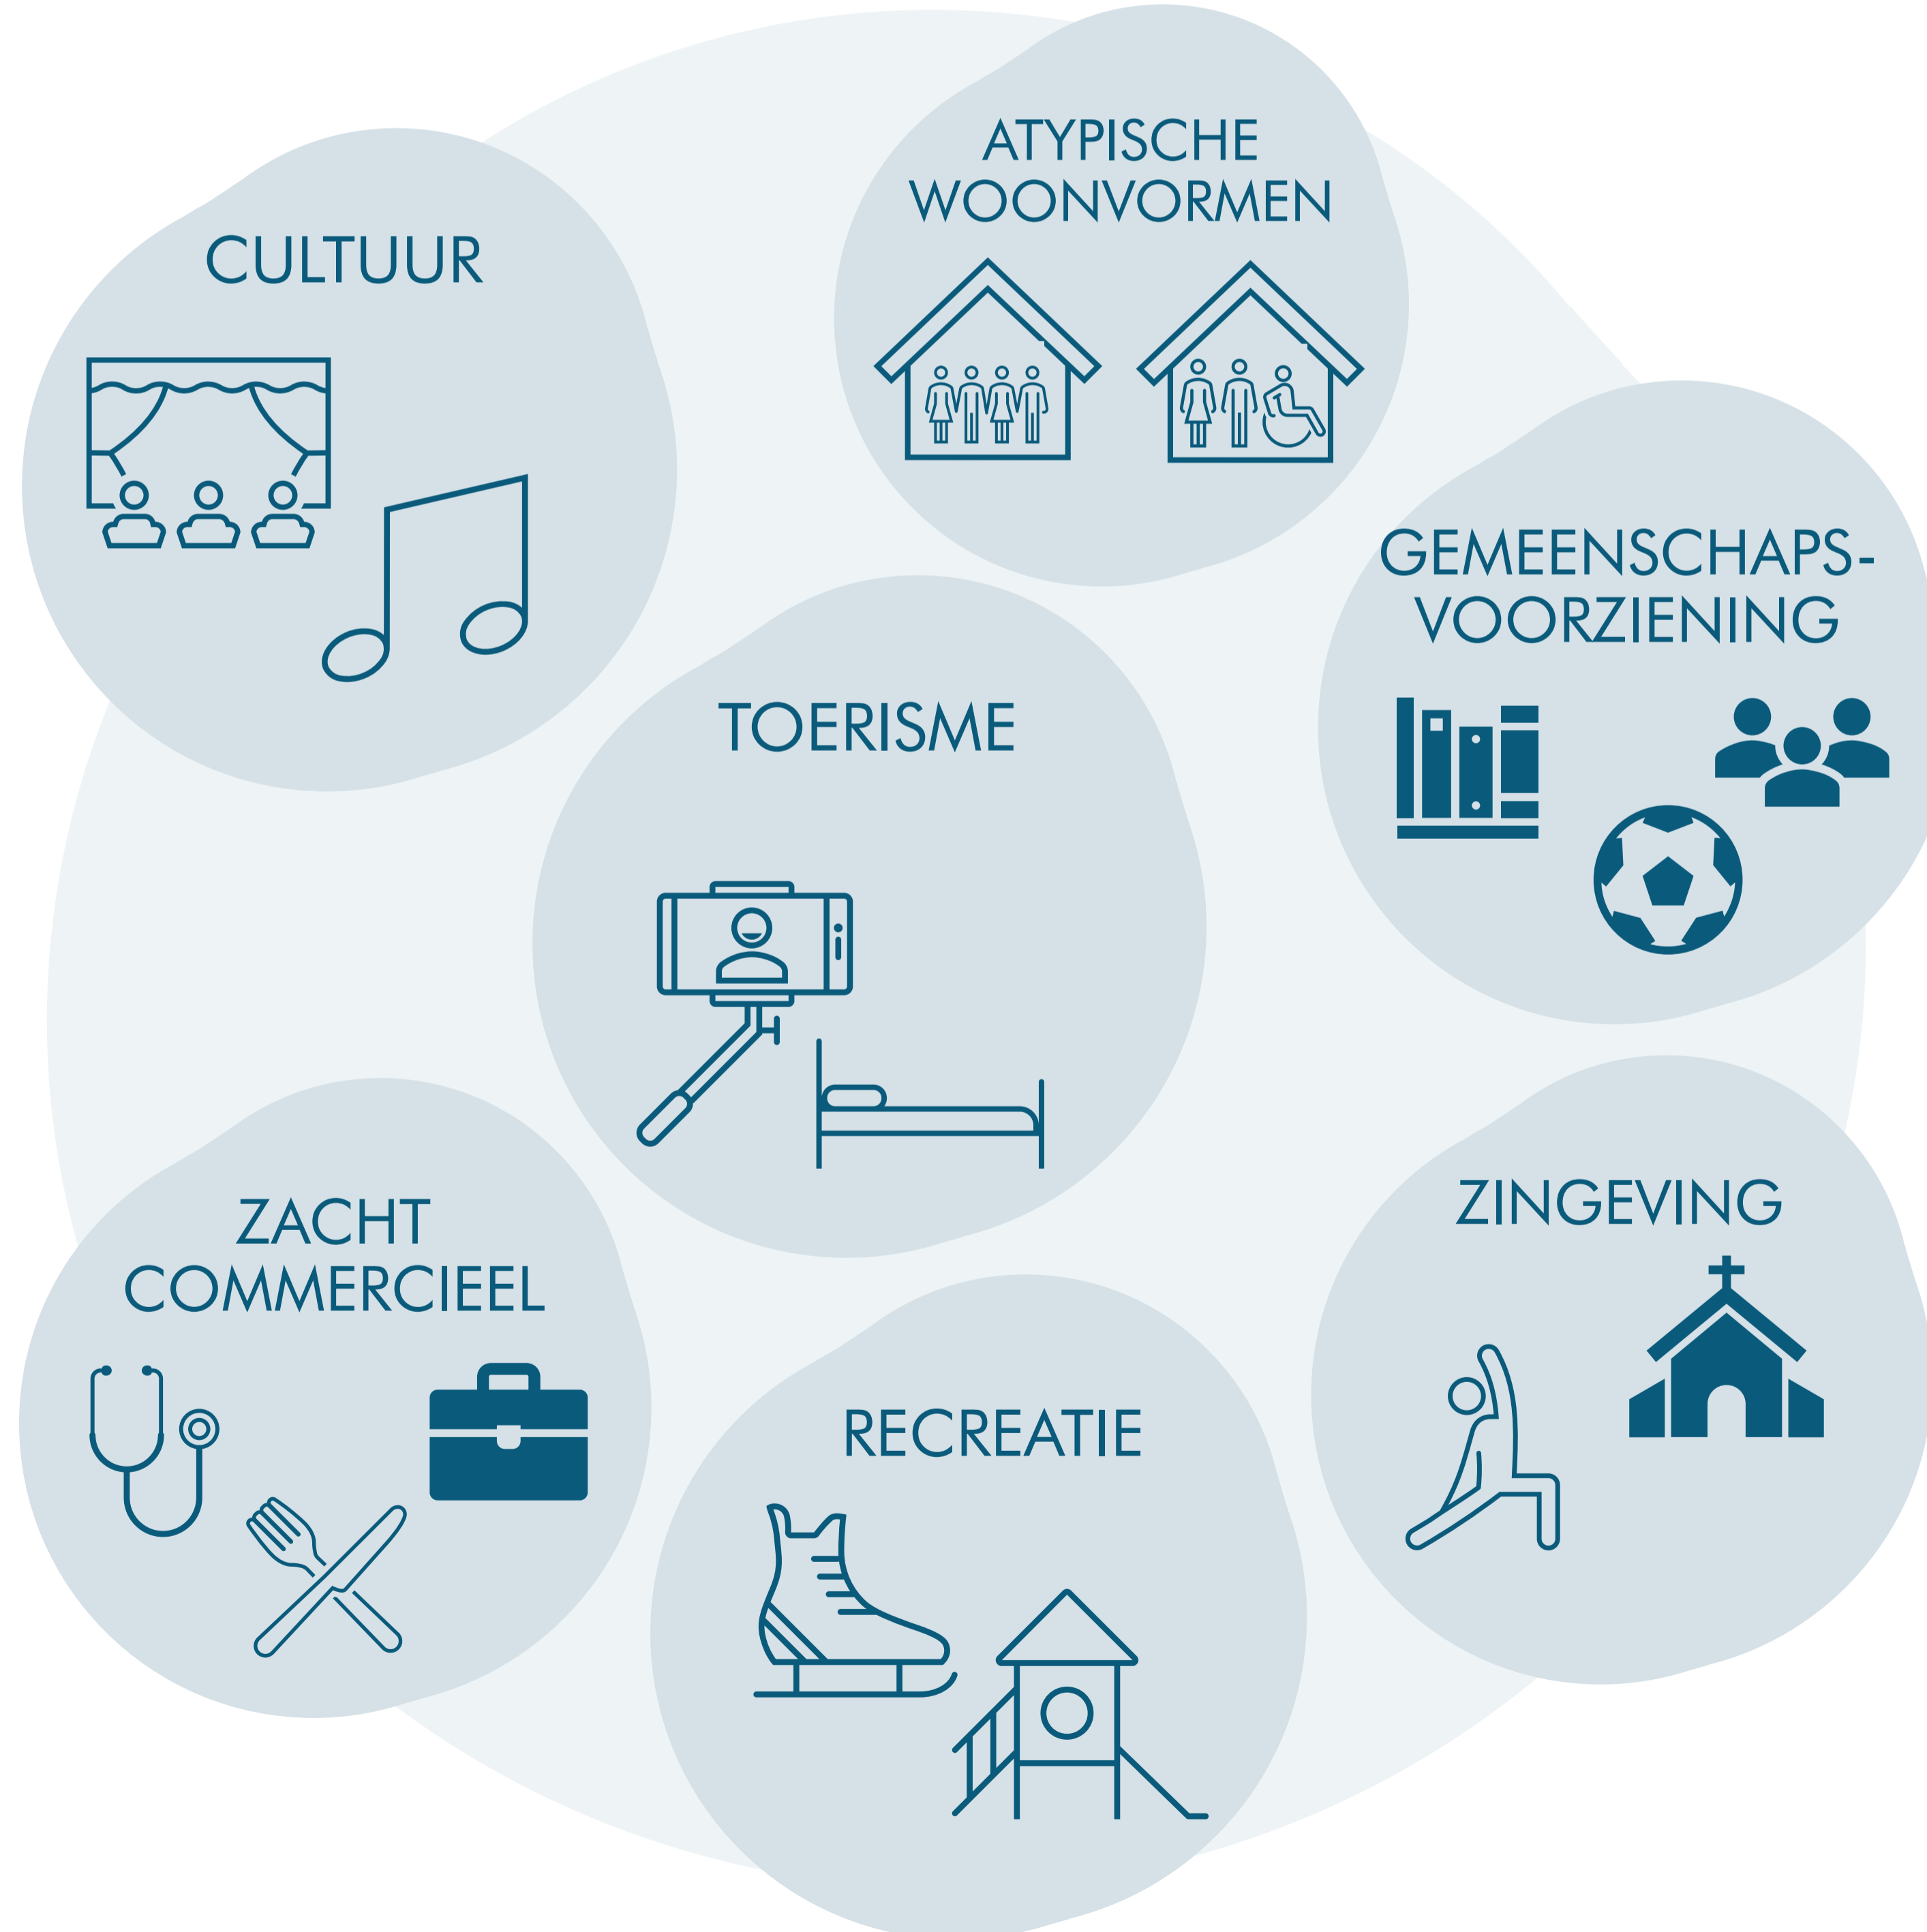 ATYPISCHE
WOONVORMEN
CULTUUR
GEMEENSCHAPS-
VOORZIENING
TOERISME
ZACHT
COMMERCIEEL
ZINGEVING
RECREATIE